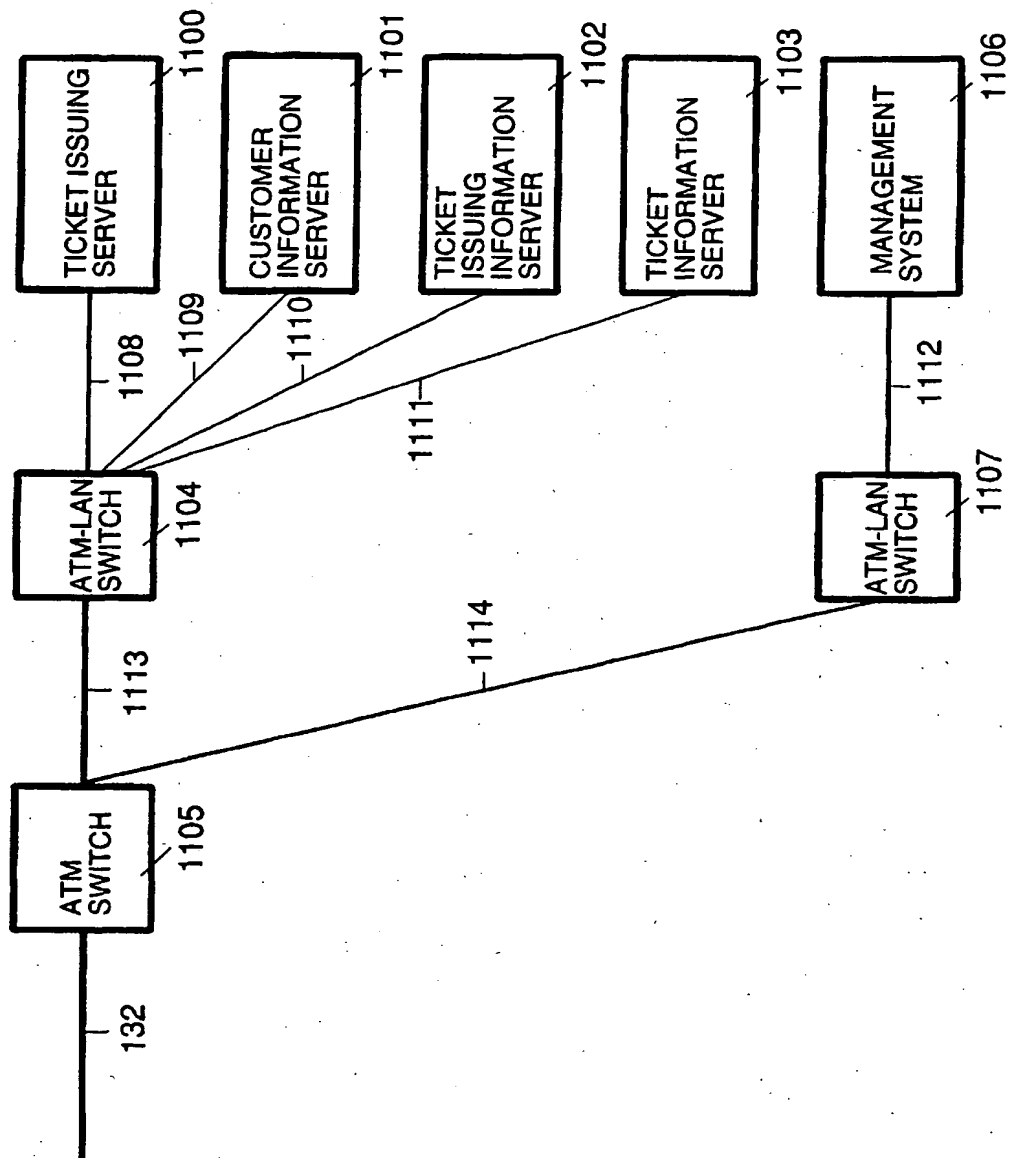 TICKET ISSUING
SERVER
1100
CUSTOMER
INFORMATION
SERVER
1101
TICKET
ISSUING
INFORMATION
SERVER
1102
TICKET
INFORMATION
SERVER
1103
MANAGEMENT
SYSTEM
1106
1108
1109
1110
1111
1112
ATM-LAN
SWITCH
1104
ATM-LAN
SWITCH
1107
1113
1114
ATM
SWITCH
1105
132